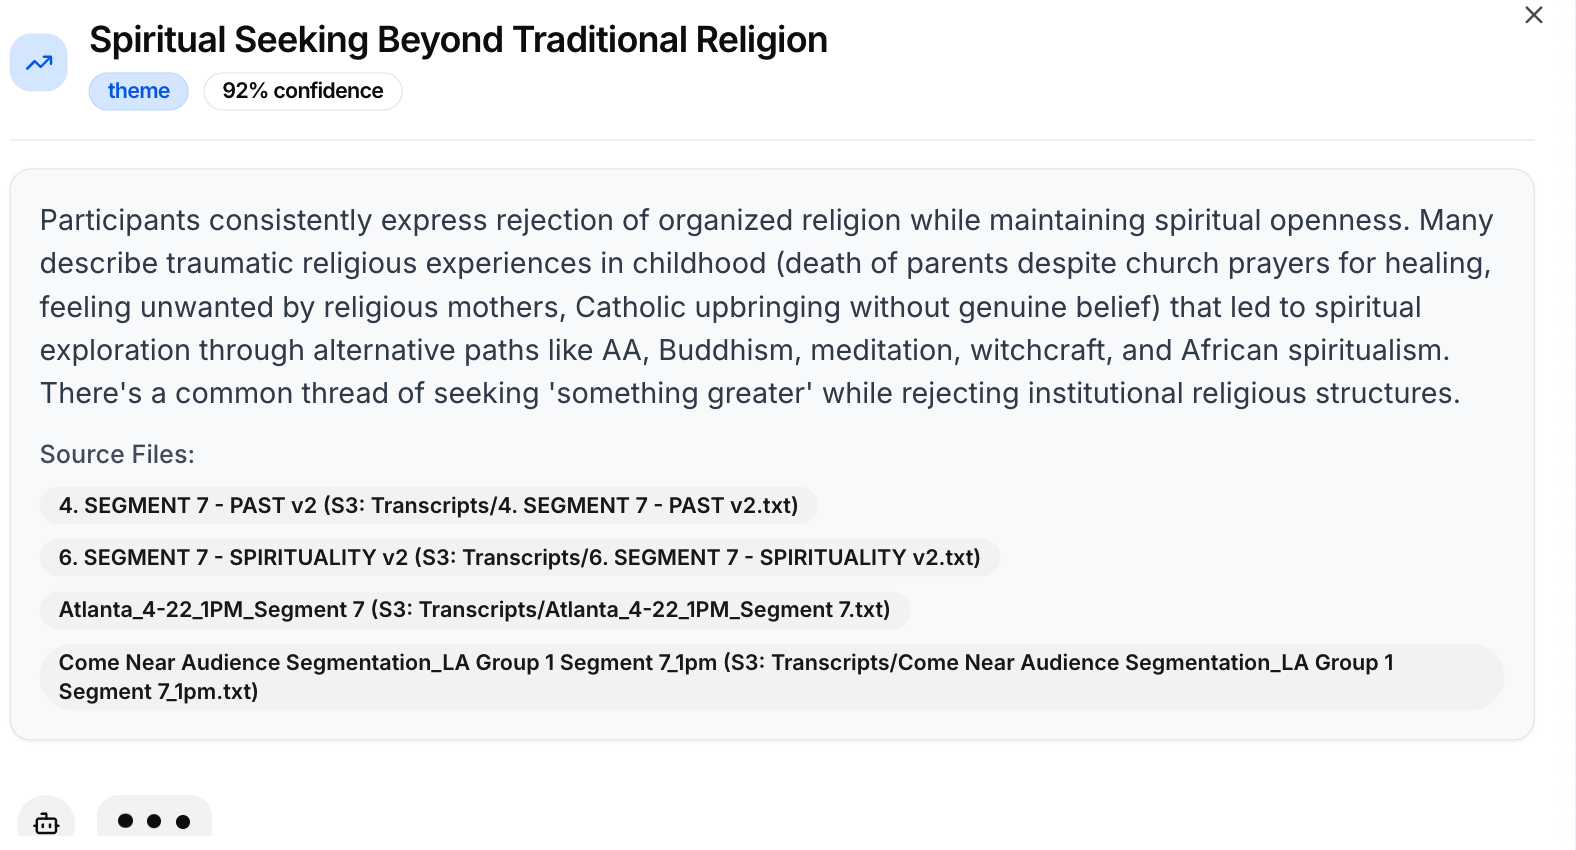 Spiritual Seeking Beyond Traditional Religion
theme
92% confidence
Participants consistently express rejection of organized religion while maintaining spiritual openness. Many
describe traumatic religious experiences in childhood (death of parents despite church prayers for healing,
feeling unwanted by religious mothers, Catholic upbringing without genuine belief) that led to spiritual
exploration through alternative paths like AA, Buddhism, meditation, witchcraft, and African spiritualism.
There's a common thread of seeking 'something greater' while rejecting institutional religious structures.
Source Files:
4. SEGMENT 7 - PAST v2 (S3: Transcripts/4. SEGMENT 7 - PAST v2.txt)
6. SEGMENT 7 - SPIRITUALITY v2 (S3: Transcripts/6. SEGMENT 7 - SPIRITUALITY v2.txt)
Atlanta_4-22_1PM_Segment 7 (S3: Transcripts/Atlanta_4-22_1PM_Segment 7.txt)
Come Near Audience Segmentation_LA Group 1 Segment 7_1pm (S3: Transcripts/Come Near Audience Segmentation_LA Group 1
Segment 7_1pm.txt)